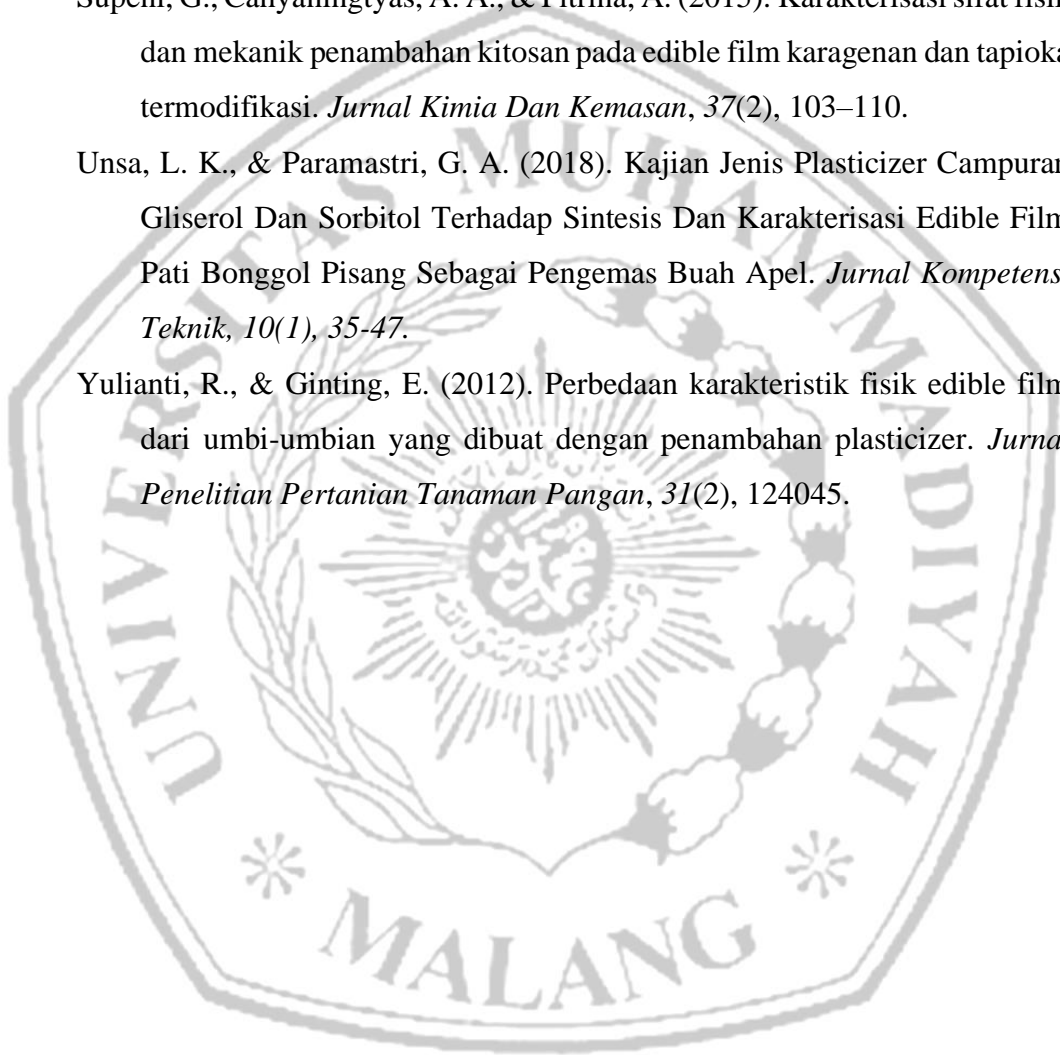 dan mekanik penambahan kitosan pada edible film karagenan dan tapioka
termodifikasi. Jurnal Kimia Dan Kemasan, 37(2), 103–110.
Unsa, L. K., & Paramastri, G. A. (2018). Kajian Jenis Plasticizer Campuran
Gliserol Dan Sorbitol Terhadap Sintesis Dan Karakterisasi Edible Film
Pati Bonggol Pisang Sebagai Pengemas Buah Apel. Jurnal Kompetensi
Teknik, 10(1), 35-47.
Yulianti, R., & Ginting, E. (2012). Perbedaan karakteristik fisik edible film
dari umbi-umbian yang dibuat dengan penambahan plasticizer. Jurnal
Penelitian Pertanian Tanaman Pangan, 31(2), 124045.
UNIVERSITAS MUHAMMADIYAH
MALANG